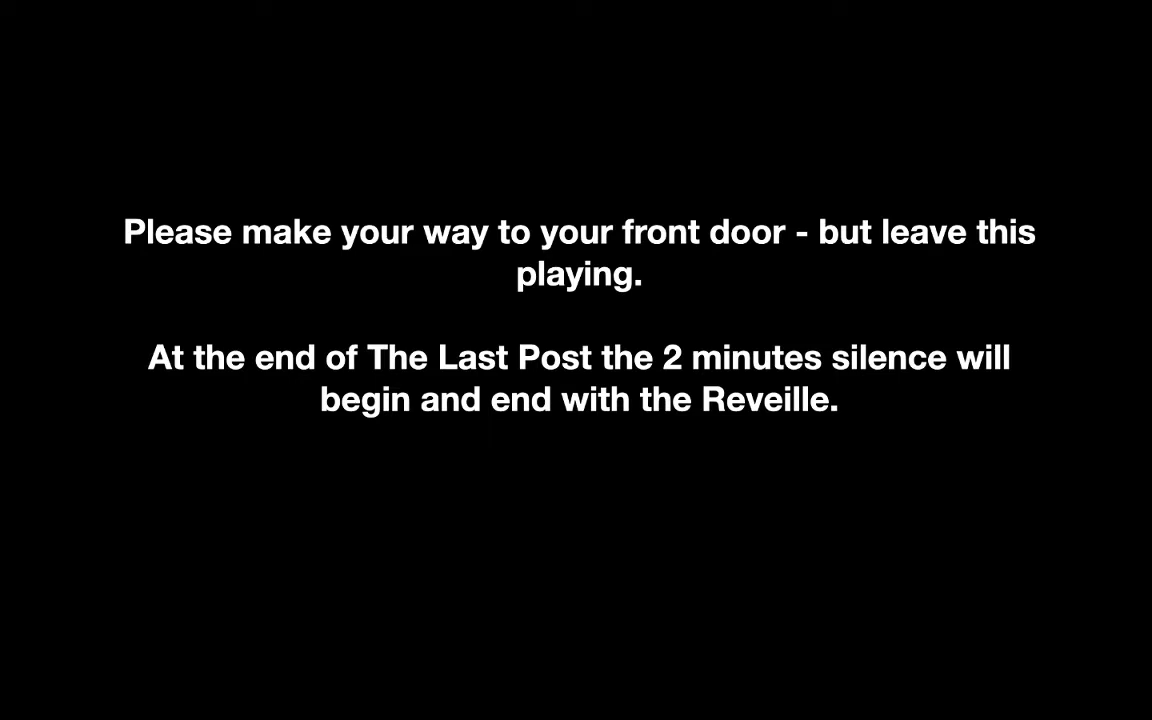 Please make your way to your front door - but leave this
playing.
At the end of The Last Post the 2 minutes silence will
begin and end with the Reveille.